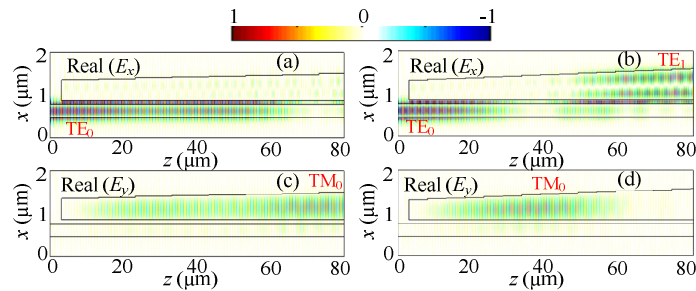 1 0 -1
2 Real (Ex) (a) 2 Real (Ex) (b) TE1
x (μm) 1 x (μm) 1
0 TE0 0 TE0
0 20 z (μm) 60 80 0 20 z (μm) 60 80
2 Real (Ey) (c) TM0 2 Real (Ey) TM0 (d)
x (μm) 1 x (μm) 1
0 0
0 20 40 60 80 0 20 40 60 80
z (μm) z (μm)